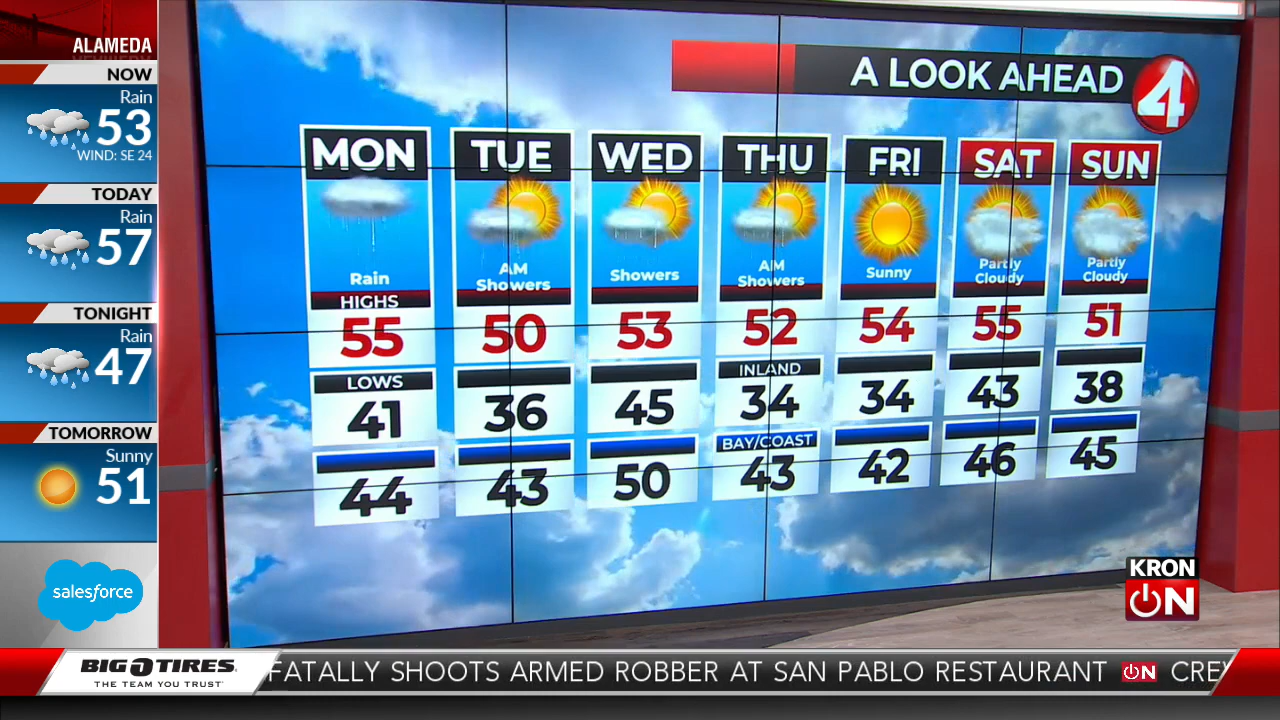 ALAMEDA
NOW
Rain
53
WIND: SE 24
TODAY
Rain
57
TONIGHT
Rain
47
TOMORROW
Sunny
51
salesforce
A LOOK AHEAD
4
MON TUE WED THU FRI SAT SUN
Rain
AM Showers
Showers
AM Showers
Sunny
Partly Cloudy
Partly Cloudy
HIGHS
55 50 53 52 54 55 51
LOWS
INLAND
41 36 45 34 34 43 38
BAY/COAST
44 43 50 43 42 46 45
KRON
ON
BIG O TIRES
THE TEAM YOU TRUST
FATALLY SHOOTS ARMED ROBBER AT SAN PABLO RESTAURANT ON